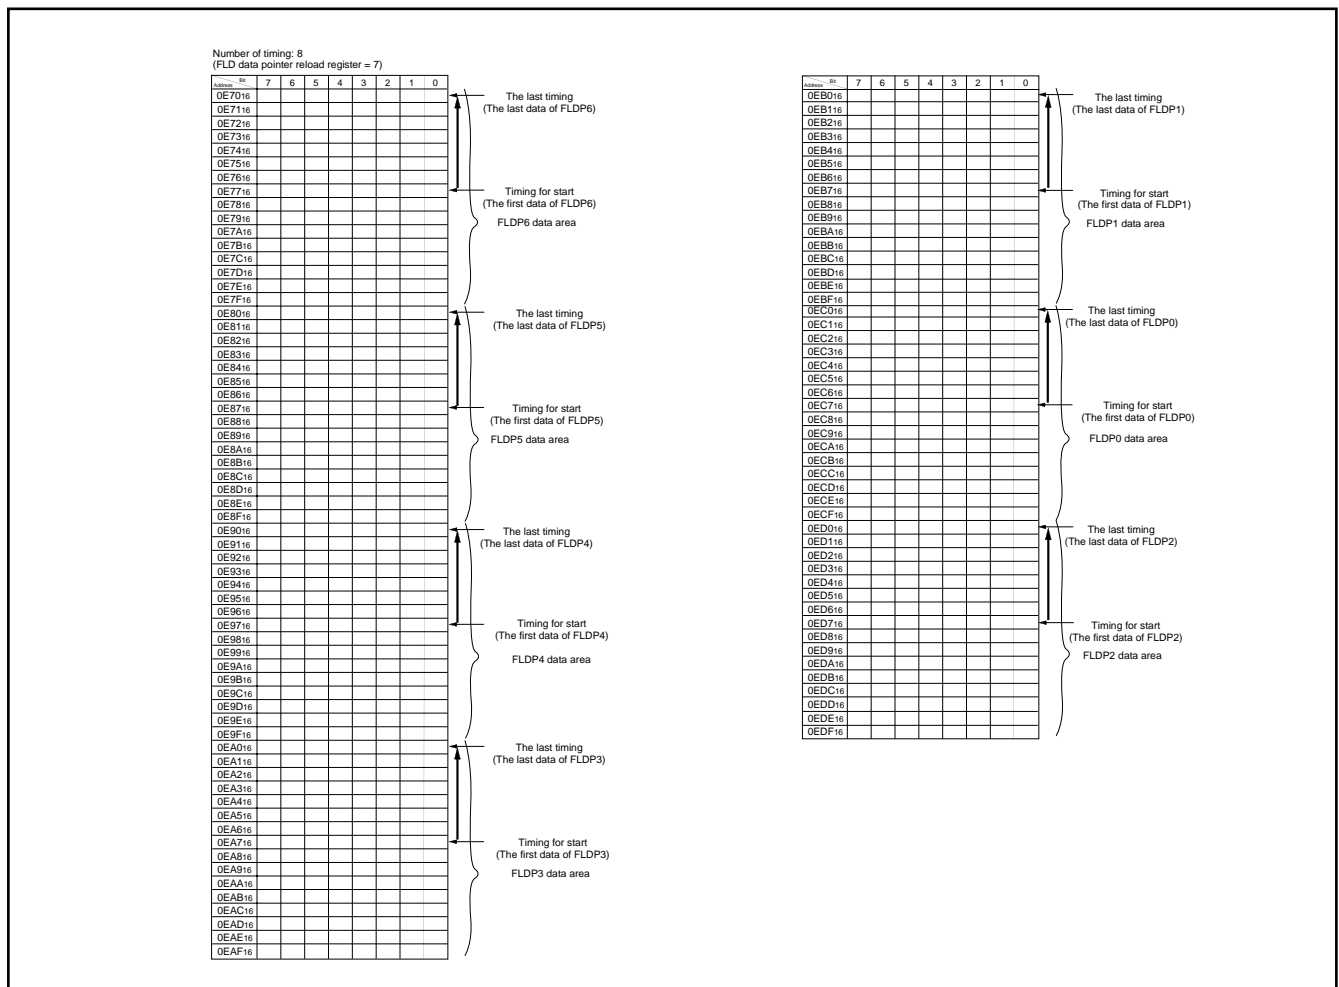 Number of timing: 8
(FLD data pointer reload register = 7)
Bit
Address 7 6 5 4 3 2 1 0
0E7016
0E7116
0E7216
0E7316
0E7416
0E7516
0E7616
0E7716
0E7816
0E7916
0E7A16
0E7B16
0E7C16
0E7D16
0E7E16
0E7F16
0E8016
0E8116
0E8216
0E8316
0E8416
0E8516
0E8616
0E8716
0E8816
0E8916
0E8A16
0E8B16
0E8C16
0E8D16
0E8E16
0E8F16
0E9016
0E9116
0E9216
0E9316
0E9416
0E9516
0E9616
0E9716
0E9816
0E9916
0E9A16
0E9B16
0E9C16
0E9D16
0E9E16
0E9F16
0EA016
0EA116
0EA216
0EA316
0EA416
0EA516
0EA616
0EA716
0EA816
0EA916
0EAA16
0EAB16
0EAC16
0EAD16
0EAE16
0EAF16
The last timing
(The last data of FLDP6)
Timing for start
(The first data of FLDP6)
FLDP6 data area
The last timing
(The last data of FLDP5)
Timing for start
(The first data of FLDP5)
FLDP5 data area
The last timing
(The last data of FLDP4)
Timing for start
(The first data of FLDP4)
FLDP4 data area
The last timing
(The last data of FLDP3)
Timing for start
(The first data of FLDP3)
FLDP3 data area
Bit
Address 7 6 5 4 3 2 1 0
0EB016
0EB116
0EB216
0EB316
0EB416
0EB516
0EB616
0EB716
0EB816
0EB916
0EBA16
0EBB16
0EBC16
0EBD16
0EBE16
0EBF16
0EC016
0EC116
0EC216
0EC316
0EC416
0EC516
0EC616
0EC716
0EC816
0EC916
0ECA16
0ECB16
0ECC16
0ECD16
0ECE16
0ECF16
0ED016
0ED116
0ED216
0ED316
0ED416
0ED516
0ED616
0ED716
0ED816
0ED916
0EDA16
0EDB16
0EDC16
0EDD16
0EDE16
0EDF16
The last timing
(The last data of FLDP1)
Timing for start
(The first data of FLDP1)
FLDP1 data area
The last timing
(The last data of FLDP0)
Timing for start
(The first data of FLDP0)
FLDP0 data area
The last timing
(The last data of FLDP2)
Timing for start
(The first data of FLDP2)
FLDP2 data area